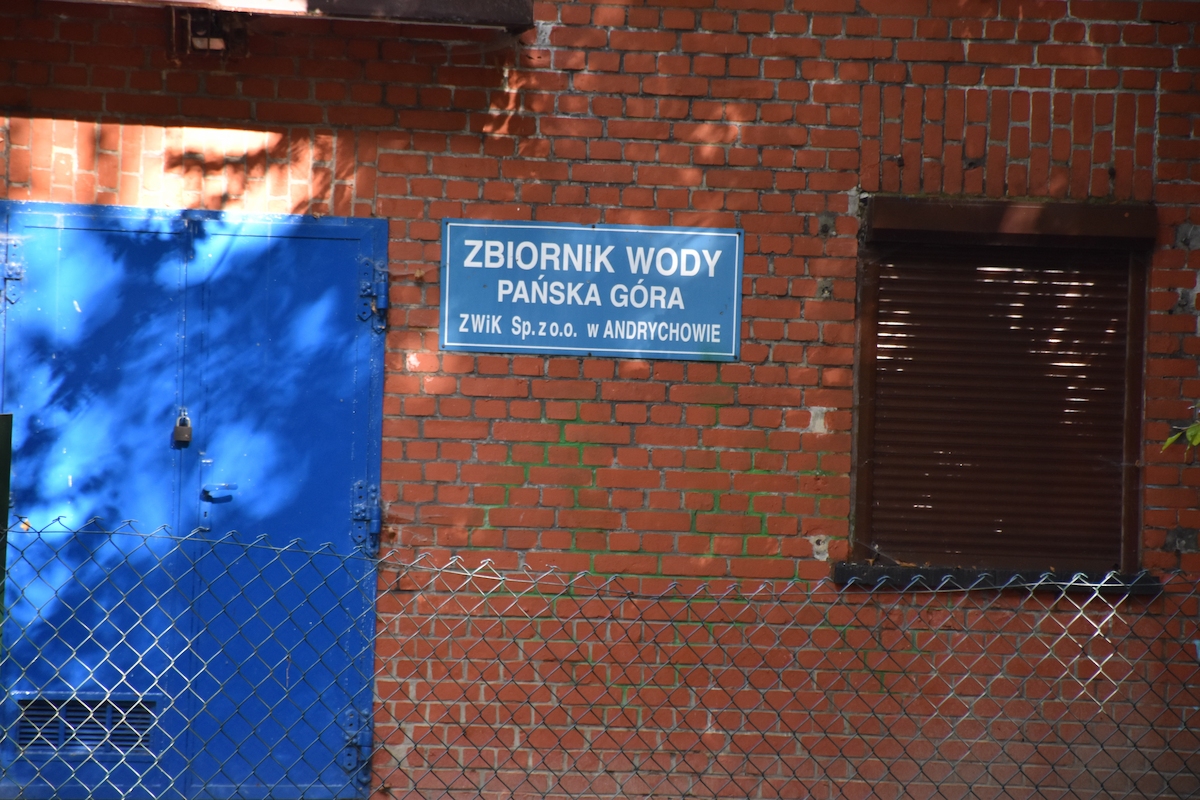 ZBIORNIK WODY
PAŃSKA GÓRA
ZWiK Sp. z o.o. w ANDRYCHOWIE